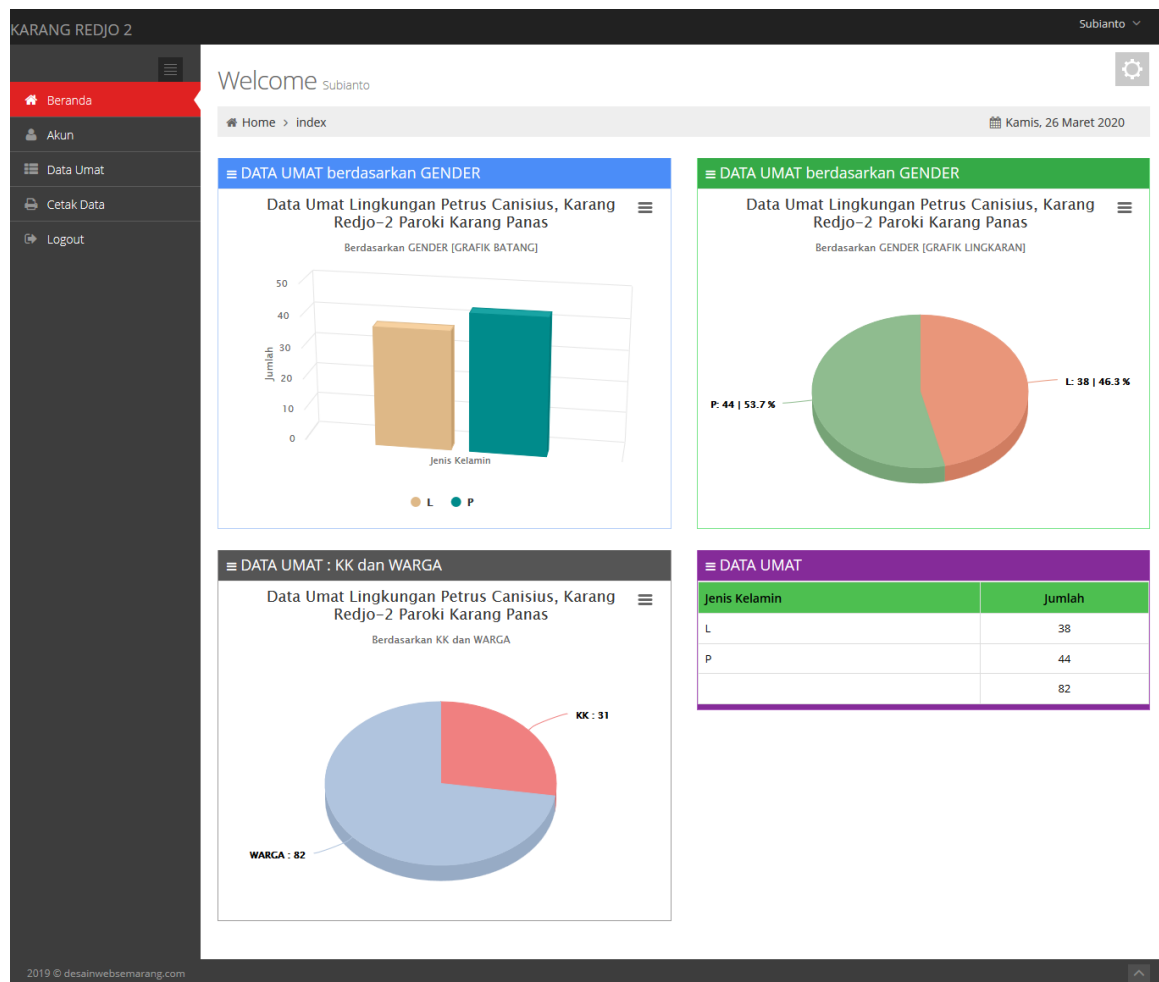 KARANG REDJO 2
Subianto
Beranda
Akun
Data Umat
Cetak Data
Logout
Welcome Subianto
Home > index
Kamis, 26 Maret 2020
DATA UMAT berdasarkan GENDER
Data Umat Lingkungan Petrus Canisius, Karang
Redjo-2 Paroki Karang Panas
Berdasarkan GENDER [GRAFIK BATANG]
Jumlah
50
40
30
20
10
0
Jenis Kelamin
L P
DATA UMAT berdasarkan GENDER
Data Umat Lingkungan Petrus Canisius, Karang
Redjo-2 Paroki Karang Panas
Berdasarkan GENDER [GRAFIK LINGKARAN]
L: 38 | 46.3 %
P: 44 | 53.7 %
DATA UMAT : KK dan WARGA
Data Umat Lingkungan Petrus Canisius, Karang
Redjo-2 Paroki Karang Panas
Berdasarkan KK dan WARGA
KK : 31
WARGA : 82
DATA UMAT
Jenis Kelamin Jumlah
L 38
P 44
82
2019 © desainwebsemarang.com